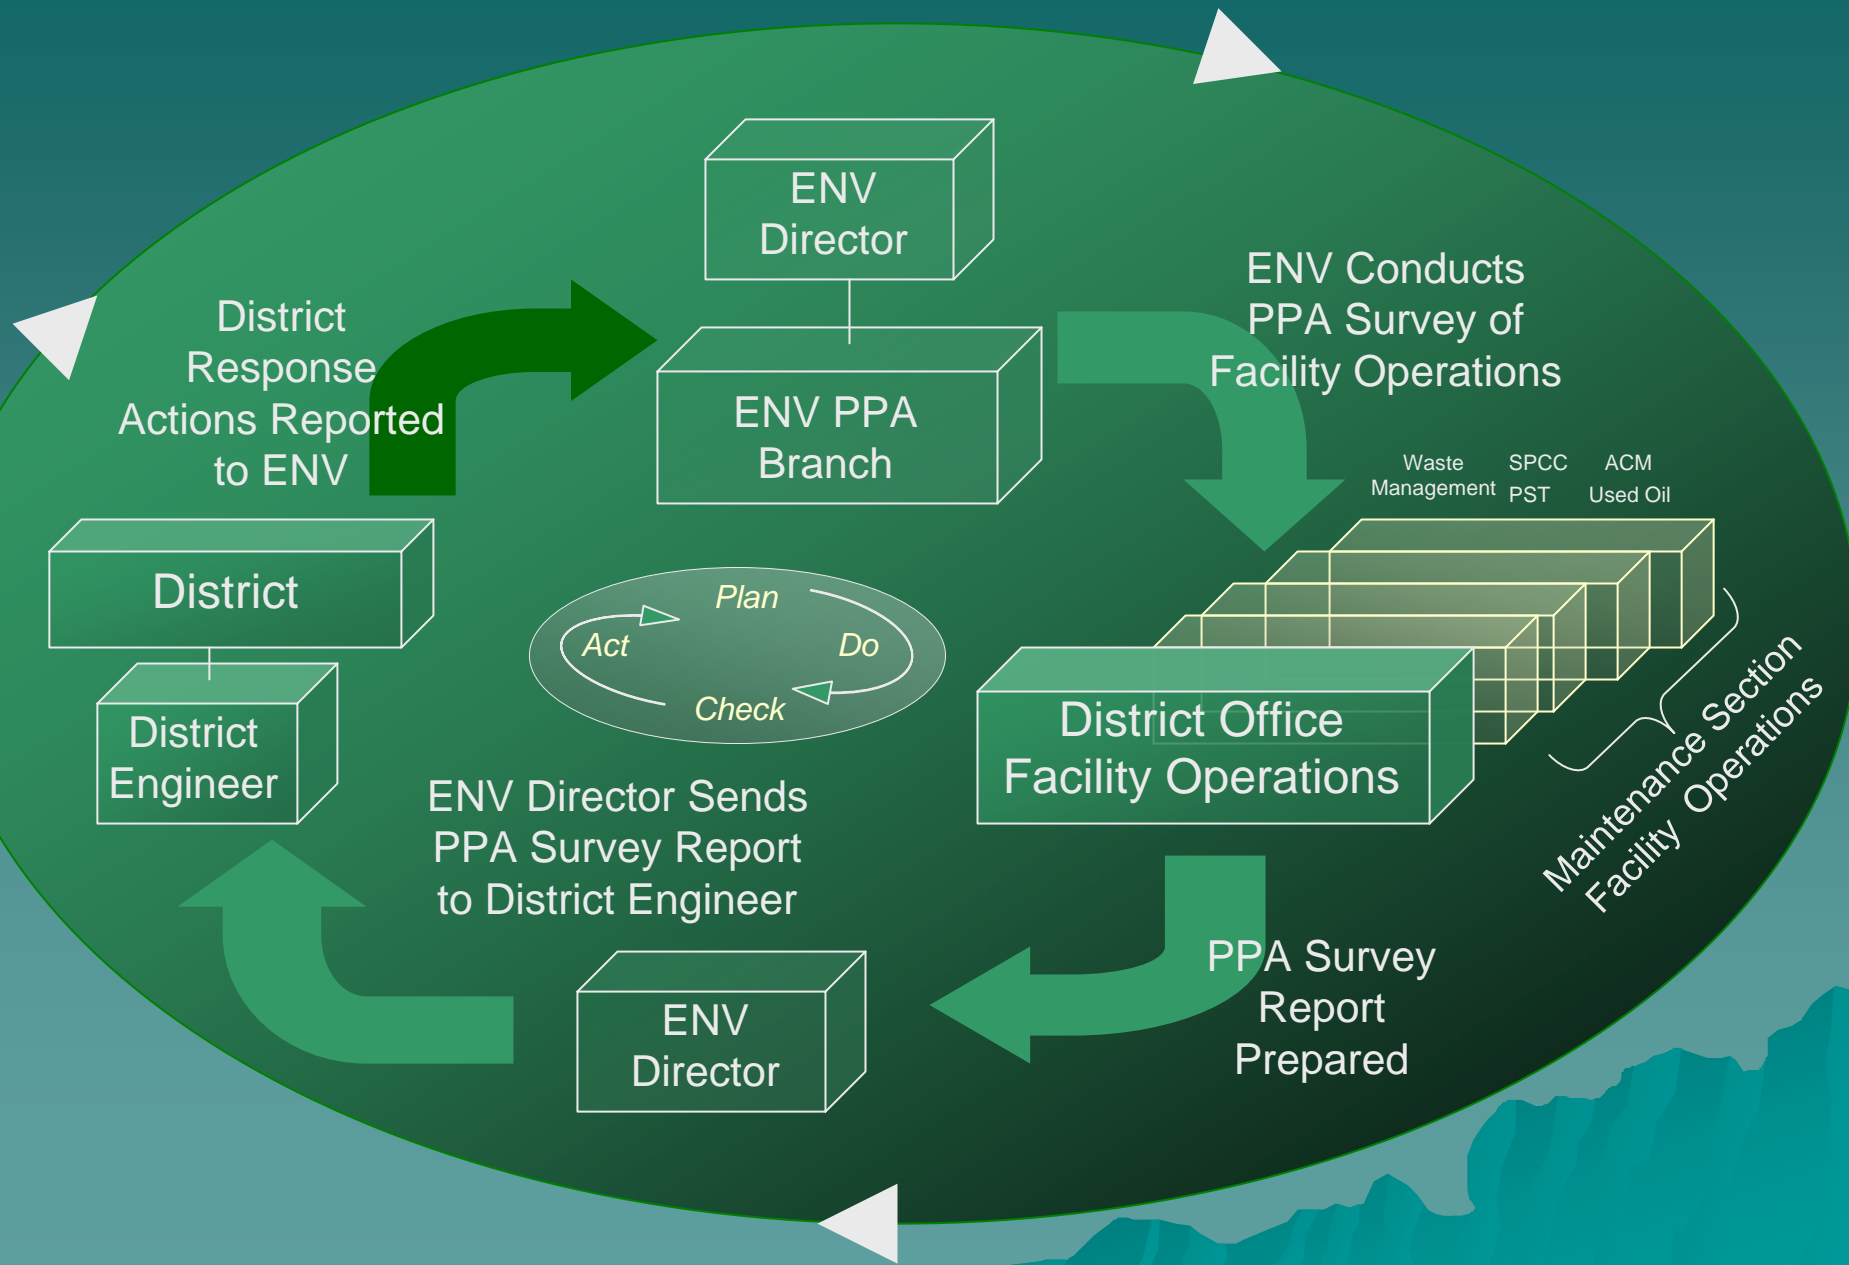 ENV
Director
District
Response
Actions Reported
to ENV
ENV Conducts
PPA Survey of
Facility Operations
ENV PPA
Branch
Waste
Management
SPCC
PST
ACM
Used Oil
District
Plan
Do
Check
Act
District
Engineer
District Office
Facility Operations
Maintenance Section
Facility Operations
ENV Director Sends
PPA Survey Report
to District Engineer
PPA Survey
Report
Prepared
ENV
Director